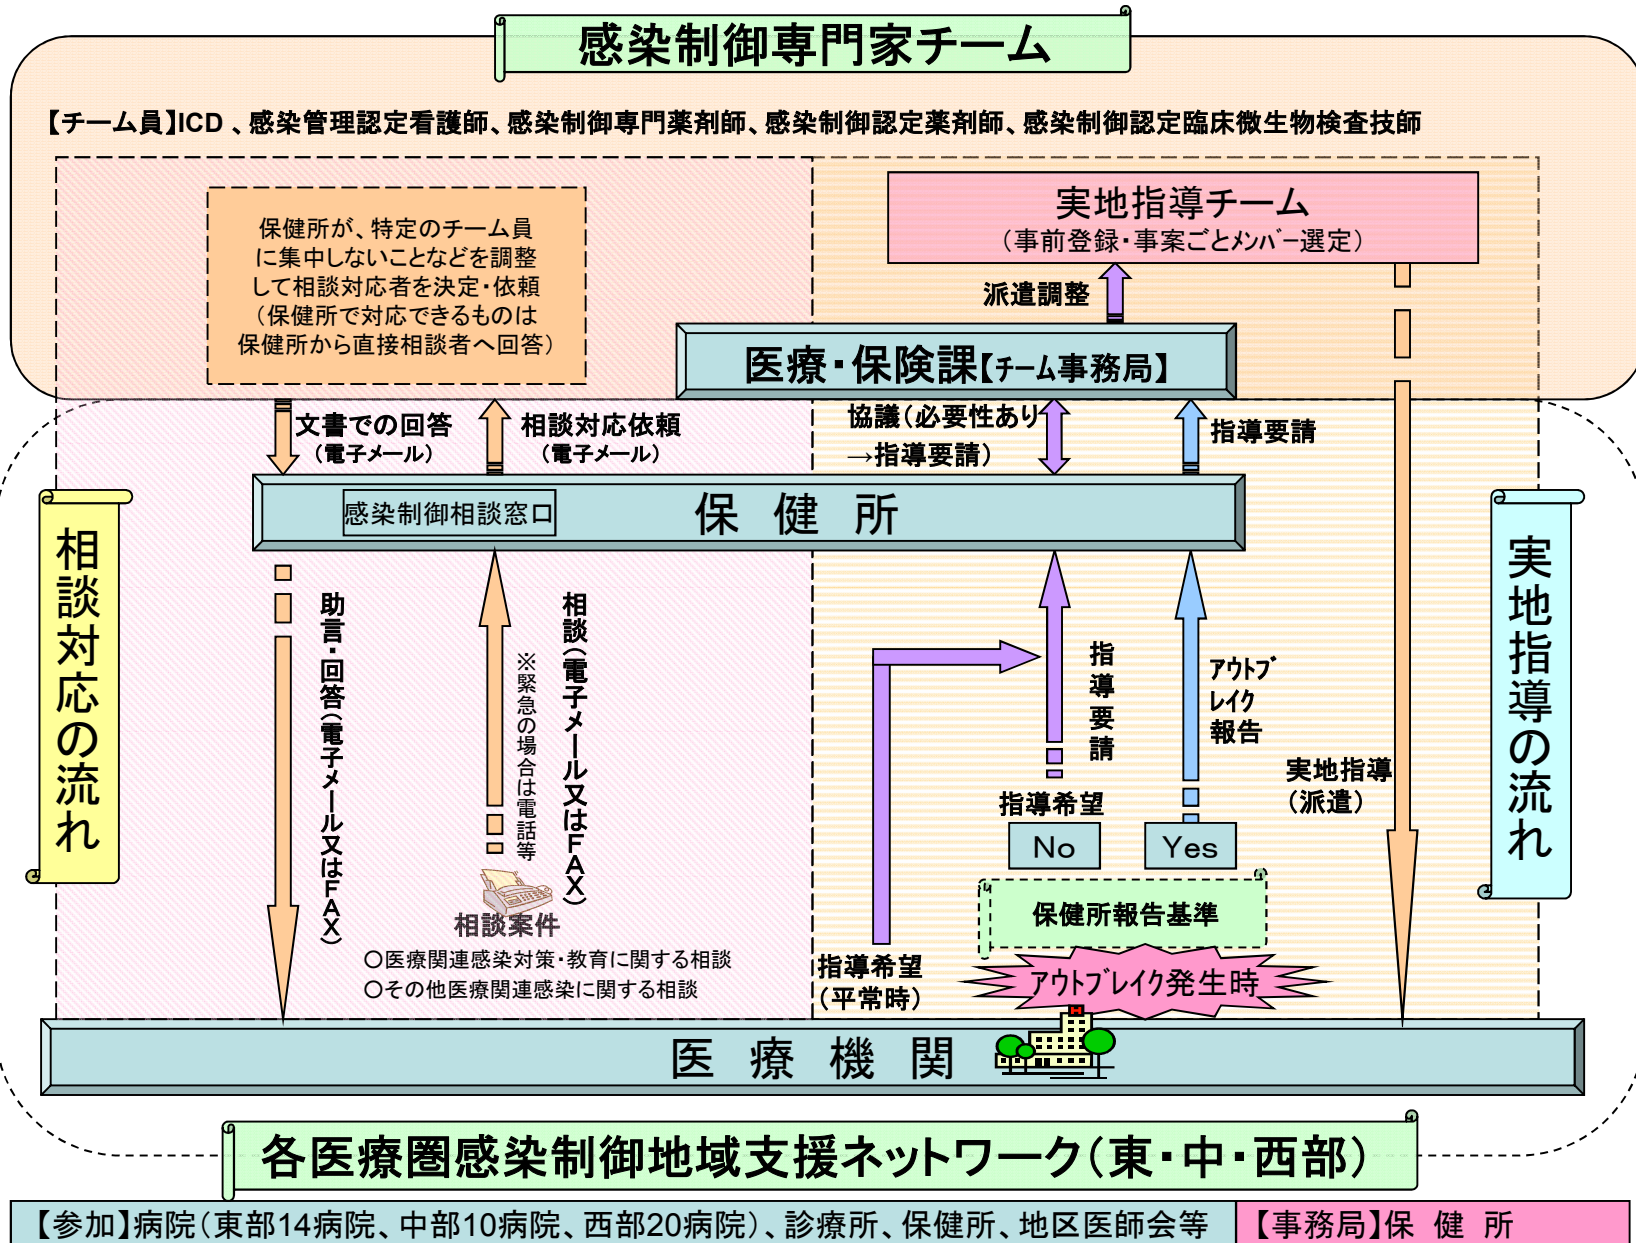 感染制御専門家チーム
【チーム員】ICD 、感染管理認定看護師、感染制御専門薬剤師、感染制御認定薬剤師、感染制御認定臨床微生物検査技師
保健所が、特定のチーム員
に集中しないことなどを調整
して相談対応者を決定・依頼
（保健所で対応できるものは
保健所から直接相談者へ回答）
実地指導チーム
（事前登録・事案ごとメンバー選定）
派遣調整
医療・保険課【チーム事務局】
文書での回答
（電子メール）
相談対応依頼
（電子メール）
協議（必要性あり
→指導要請）
指導要請
感染制御相談窓口
保 健 所
相談対応の流れ
助言・回答（電子メール又はＦＡＸ）
※緊急の場合は電話等
相談（電子メール又はＦＡＸ）
指導要請
アウトブ
レイク
報告
実地指導
（派遣）
実地指導の流れ
指導希望
No
Yes
保健所報告基準
アウトブレイク発生時
相談案件
○医療関連感染対策・教育に関する相談
○その他医療関連感染に関する相談
指導希望
（平常時）
医 療 機 関
H
各医療圏感染制御地域支援ネットワーク（東・中・西部）
【参加】病院（東部14病院、中部10病院、西部20病院）、診療所、保健所、地区医師会等
【事務局】保 健 所